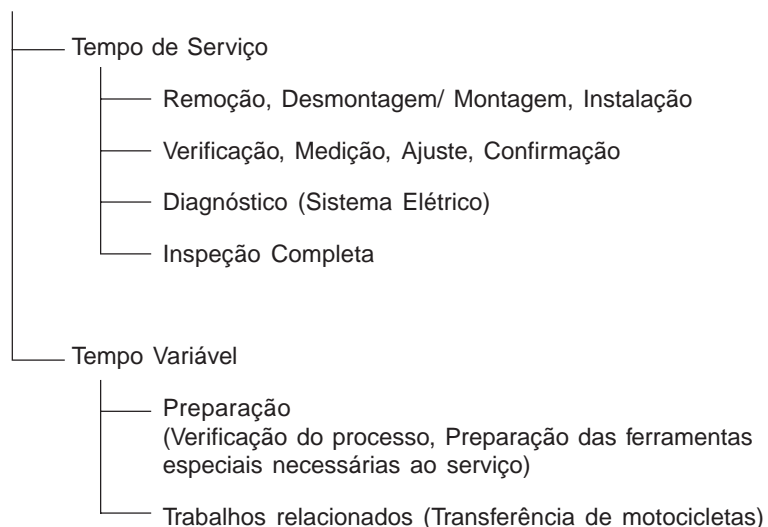 Tempo de Serviço
Remoção, Desmontagem/ Montagem, Instalação
Verificação, Medição, Ajuste, Confirmação
Diagnóstico (Sistema Elétrico)
Inspeção Completa
Tempo Variável
Preparação
(Verificação do processo, Preparação das ferramentas
especiais necessárias ao serviço)
Trabalhos relacionados (Transferência de motocicletas)